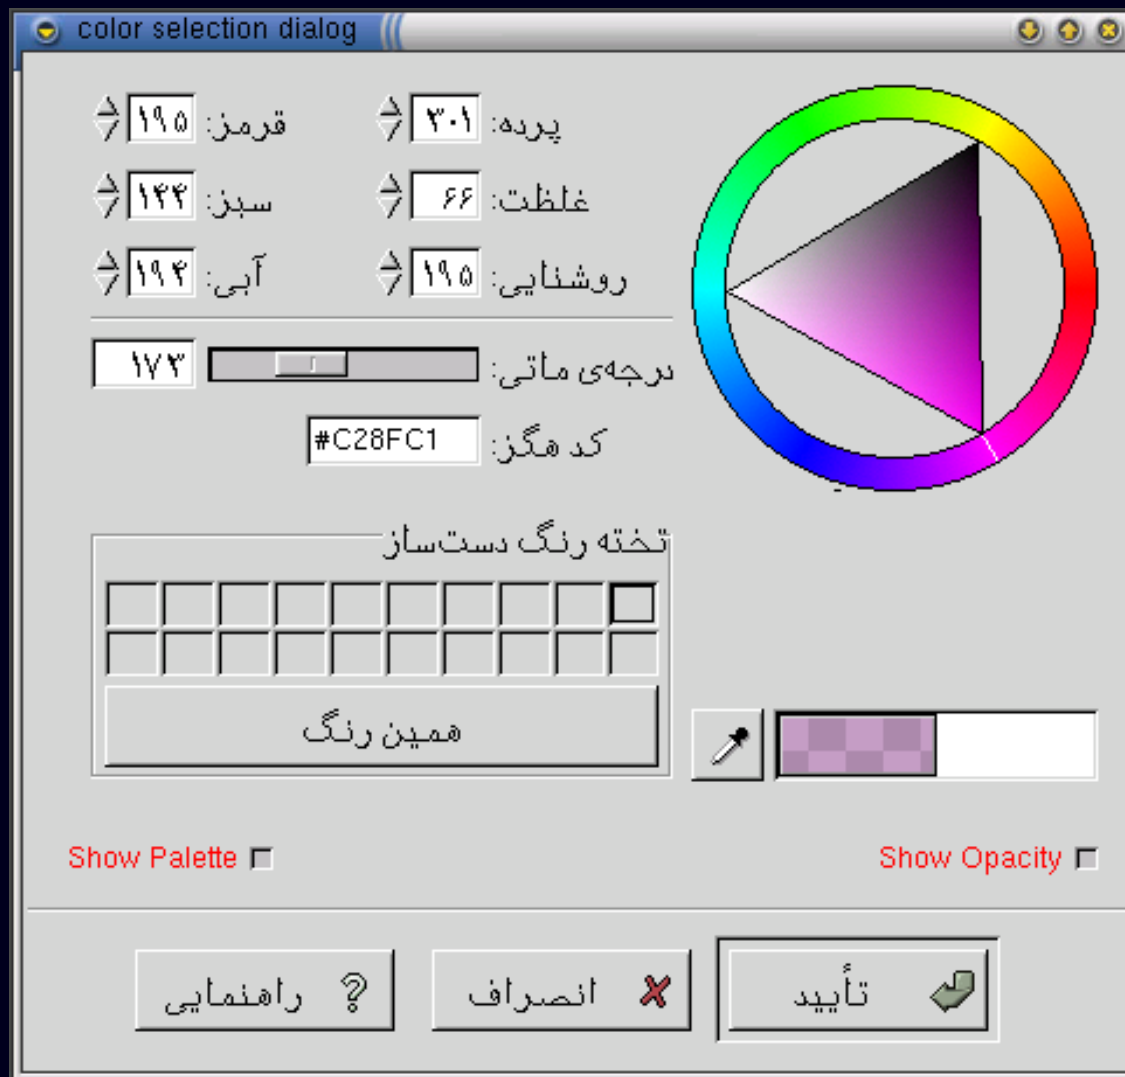 color selection dialog
پرده: ۳۰۱ قرمز: ۱۹۵
غلظت: ۶۶ سبز: ۱۴۴
روشنایی: ۱۹۵ آبی: ۱۹۴
درجه‌ی ماتی: ۱۷۳
کد هگز: #C28FC1
تخته رنگ دست‌ساز
همین رنگ
Show Palette
Show Opacity
تأیید
انصراف
? راهنمایی